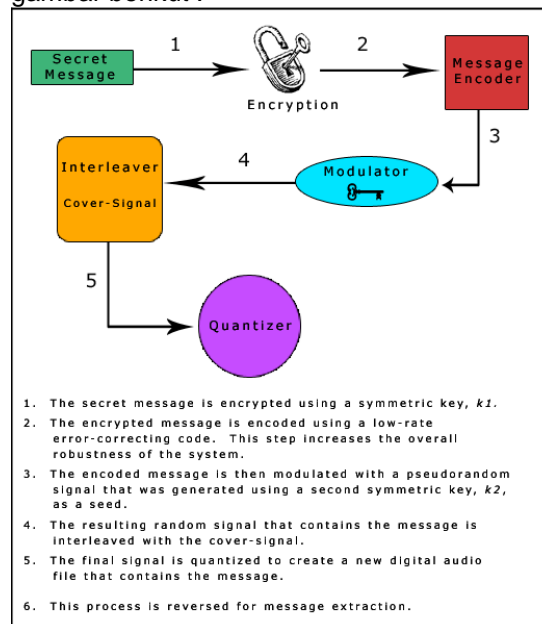 gambar berikut :
Secret
Message
1
Encryption
2
Message
Encoder
3
Modulator
4
Interleaver
Cover-Signal
5
Quantizer
1. The secret message is encrypted using a symmetric key, k1.
2. The encrypted message is encoded using a low-rate
error-correcting code. This step increases the overall
robustness of the system.
3. The encoded message is then modulated with a pseudorandom
signal that was generated using a second symmetric key, k2,
as a seed.
4. The resulting random signal that contains the message is
interleaved with the cover-signal.
5. The final signal is quantized to create a new digital audio
file that contains the message.
6. This process is reversed for message extraction.